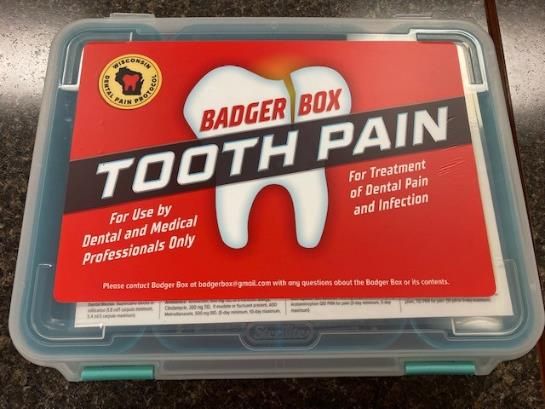 WISCONSIN
DENTAL PAIN PROTOCOL
BADGER BOX
TOOTH PAIN
For Use by
Dental and Medical
Professionals Only
For Treatment
of Dental Pain
and Infection
Please contact Badger Box at badgerbox@gmail.com with any questions about the Badger Box or its contents.
Sterilite